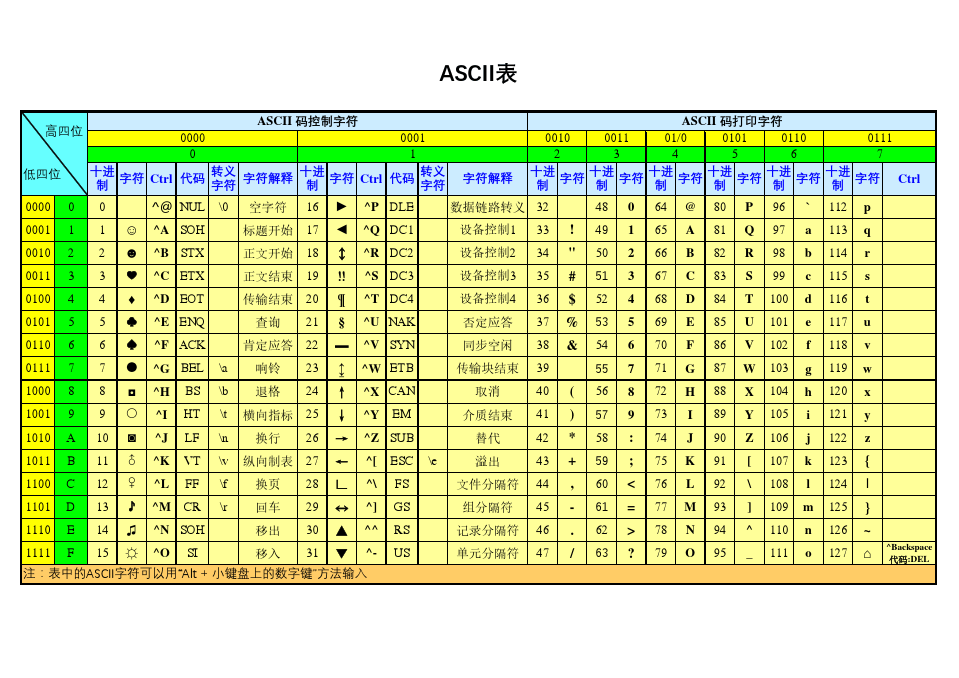 ASCII表
高四位
低四位
ASCII 码控制字符 ASCII 码打印字符
0000 0001 0010 0011 01/0 0101 0110 0111
0 1 2 3 4 5 6 7
十进制 字符 Ctrl 代码 转义字符 字符解释 十进制 字符 Ctrl 代码 转义字符 字符解释 十进制 字符 十进制 字符 十进制 字符 十进制 字符 十进制 字符 十进制 字符 Ctrl
0000 0 0 ^@ NUL \0 空字符 16 ► ^P DLE 数据链路转义 32 48 0 64 @ 80 P 96 ` 112 p
0001 1 1 ☺ ^A SOH 标题开始 17 ◄ ^Q DC1 设备控制1 33 ! 49 1 65 A 81 Q 97 a 113 q
0010 2 2 ☻ ^B STX 正文开始 18 ↕ ^R DC2 设备控制2 34 " 50 2 66 B 82 R 98 b 114 r
0011 3 3 ♥ ^C ETX 正文结束 19 ‼ ^S DC3 设备控制3 35 # 51 3 67 C 83 S 99 c 115 s
0100 4 4 ♦ ^D EOT 传输结束 20 ¶ ^T DC4 设备控制4 36 $ 52 4 68 D 84 T 100 d 116 t
0101 5 5 ♣ ^E ENQ 查询 21 § ^U NAK 否定应答 37 % 53 5 69 E 85 U 101 e 117 u
0110 6 6 ♠ ^F ACK 肯定应答 22 ▬ ^V SYN 同步空闲 38 & 54 6 70 F 86 V 102 f 118 v
0111 7 7 ● ^G BEL \a 响铃 23 ↨ ^W ETB 传输块结束 39 55 7 71 G 87 W 103 g 119 w
1000 8 8 ◘ ^H BS \b 退格 24 ↑ ^X CAN 取消 40 ( 56 8 72 H 88 X 104 h 120 x
1001 9 9 ○ ^I HT \t 横向指标 25 ↓ ^Y EM 介质结束 41 ) 57 9 73 I 89 Y 105 i 121 y
1010 A 10 ◙ ^J LF \n 换行 26 → ^Z SUB 替代 42 * 58 : 74 J 90 Z 106 j 122 z
1011 B 11 ♂ ^K VT \v 纵向制表 27 ← ^[ ESC \e 溢出 43 + 59 ; 75 K 91 [ 107 k 123 {
1100 C 12 ♀ ^L FF \f 换页 28 ∟ ^\ FS 文件分隔符 44 , 60 < 76 L 92 \ 108 l 124 |
1101 D 13 ♪ ^M CR \r 回车 29 ↔ ^] GS 组分隔符 45 - 61 = 77 M 93 ] 109 m 125 }
1110 E 14 ♫ ^N SOH 移出 30 ▲ ^^ RS 记录分隔符 46 . 62 > 78 N 94 ^ 110 n 126 ~
1111 F 15 ☼ ^O SI 移入 31 ▼ ^- US 单元分隔符 47 / 63 ? 79 O 95 _ 111 o 127 ⌂ ^Backspace 代码:DEL
注：表中的ASCII字符可以用“Alt + 小键盘上的数字键”方法输入